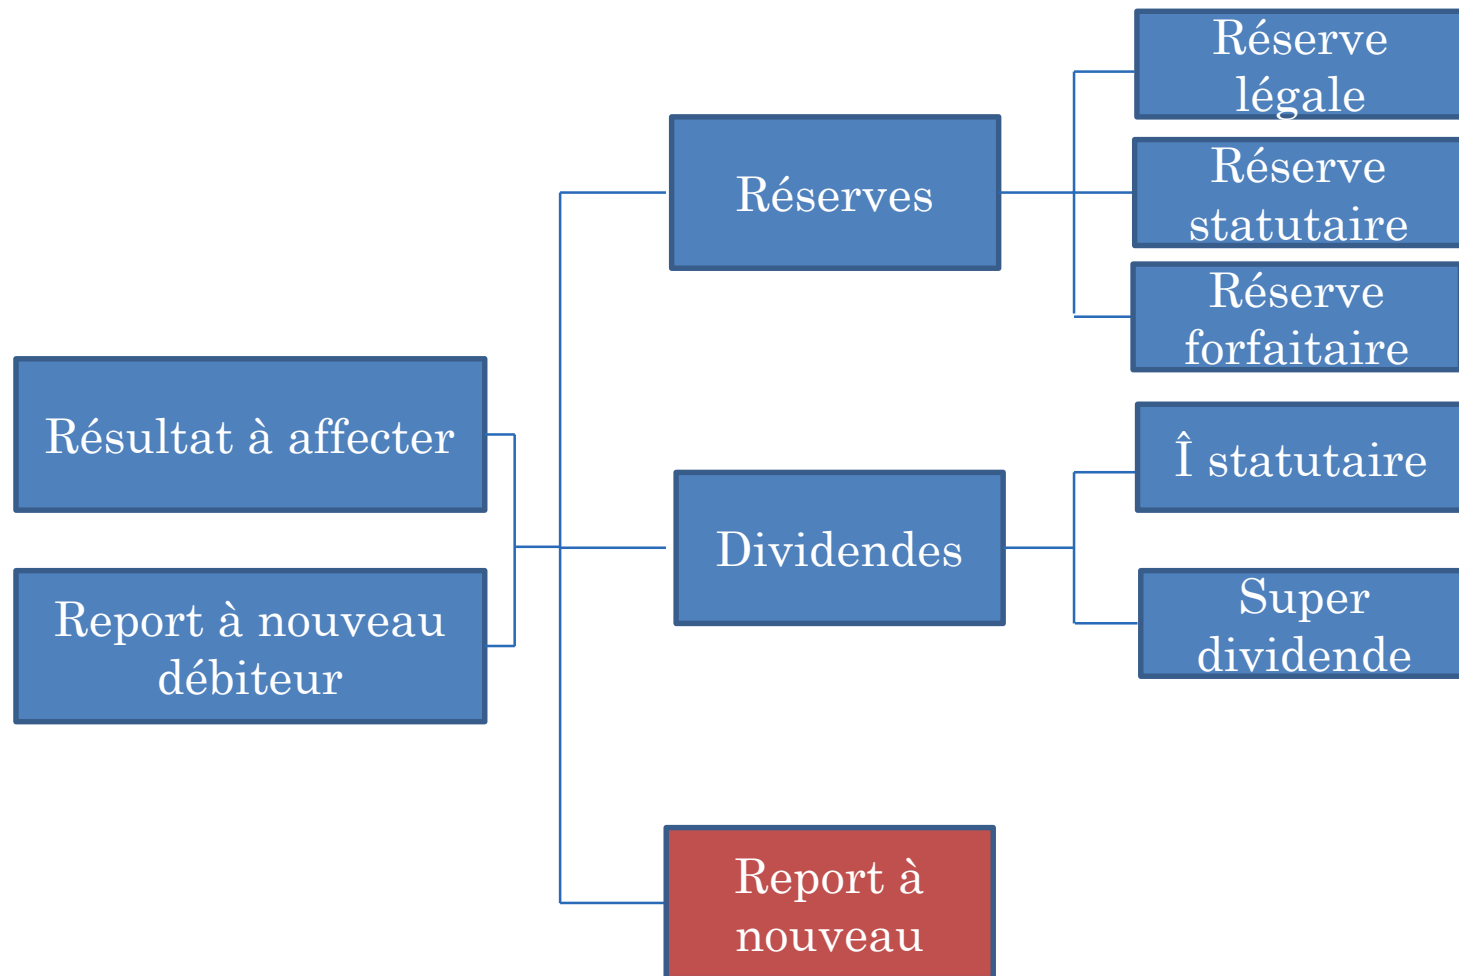 Réserve
légale
Réserves
Réserve
statutaire
Réserve
forfaitaire
Résultat à affecter
Î statutaire
Dividendes
Report à nouveau
débiteur
Super
dividende
Report à
nouveau